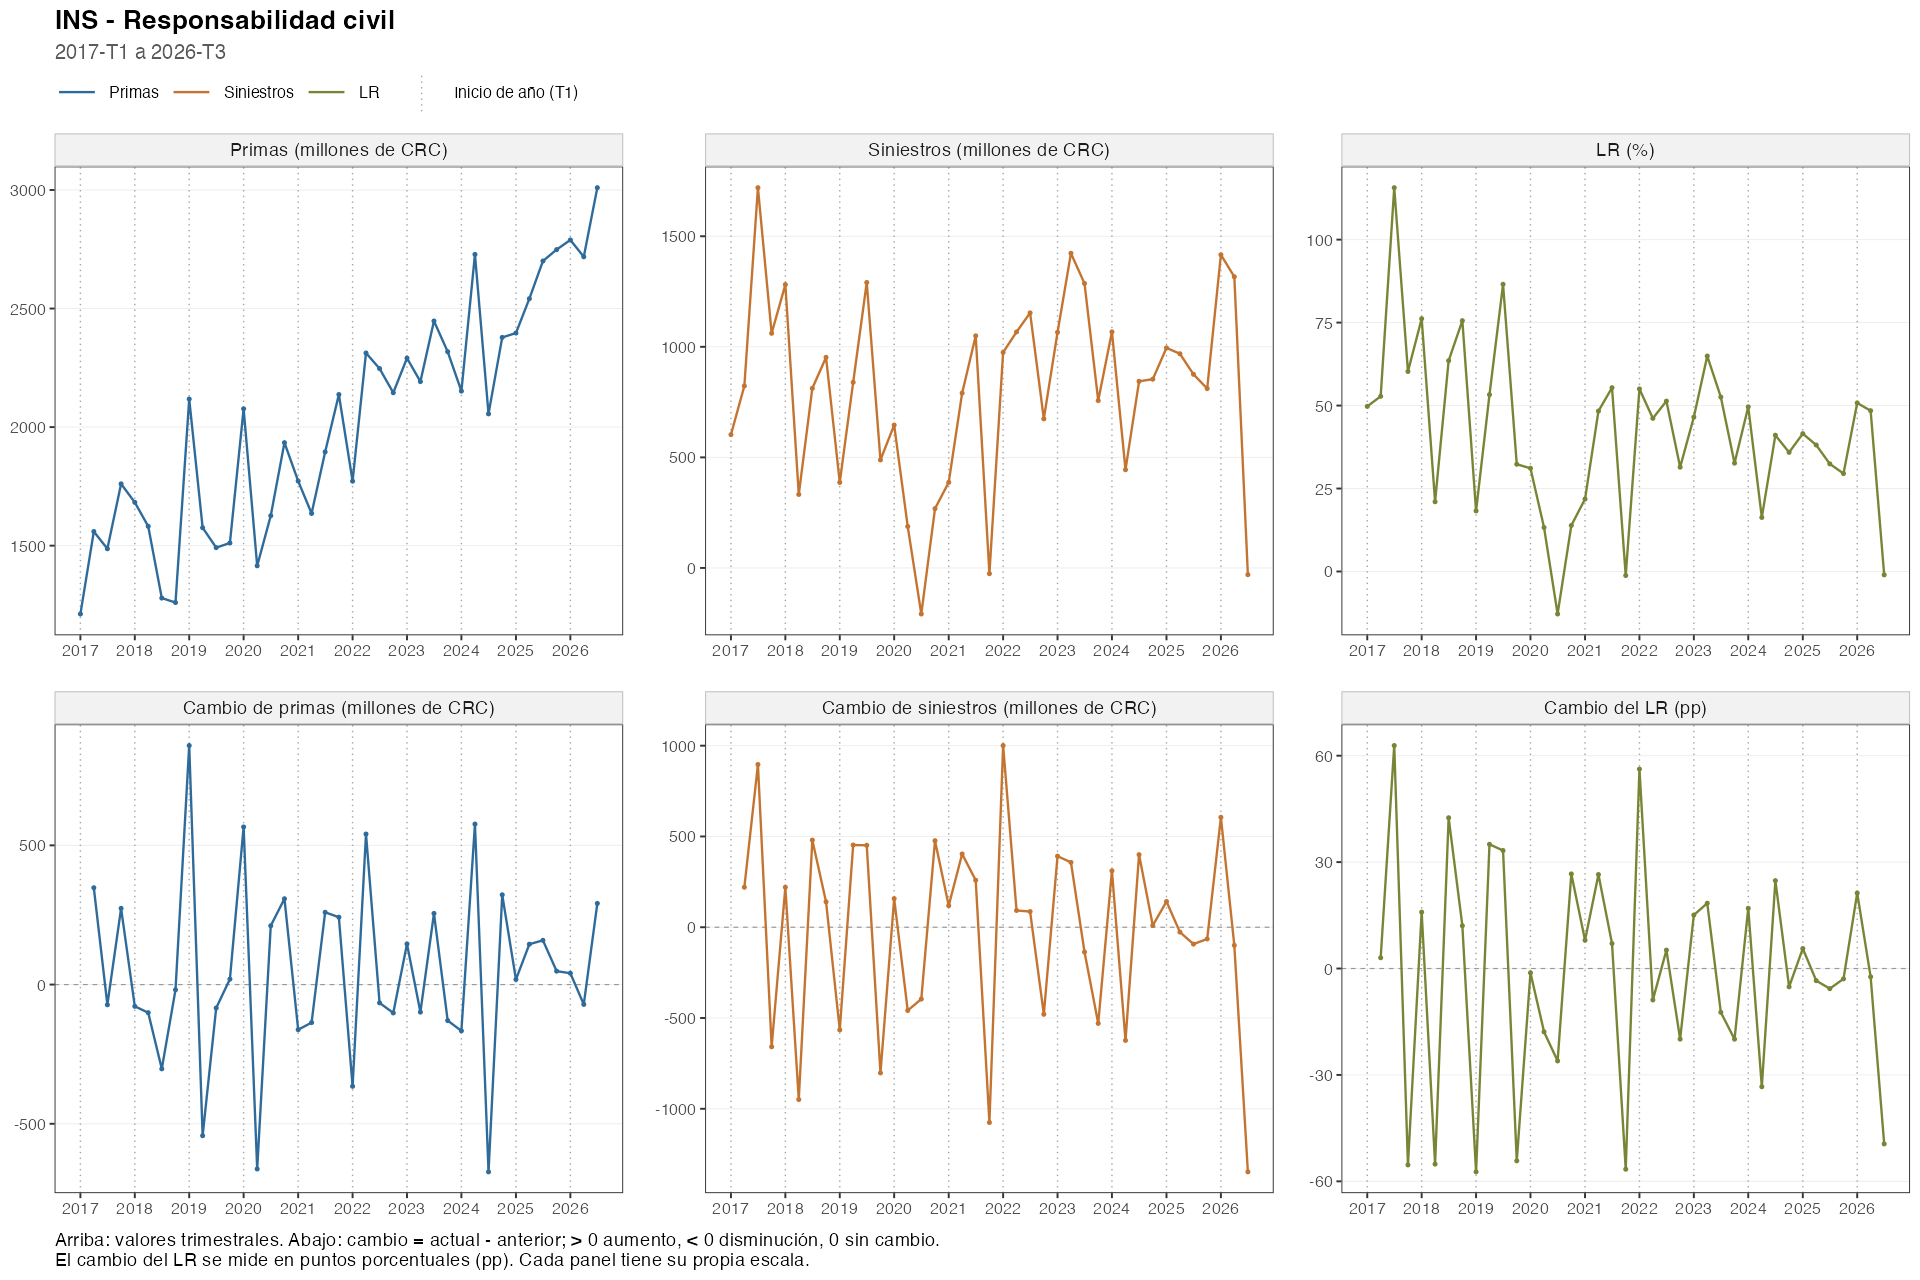 INS - Responsabilidad civil
2017-T1 a 2026-T3
Primas Siniestros LR Inicio de año (T1)
Primas (millones de CRC) Siniestros (millones de CRC) LR (%)
3000
2500
2000
1500
2017 2018 2019 2020 2021 2022 2023 2024 2025 2026
1500
1000
500
0
2017 2018 2019 2020 2021 2022 2023 2024 2025 2026
100
75
50
25
0
2017 2018 2019 2020 2021 2022 2023 2024 2025 2026
Cambio de primas (millones de CRC) Cambio de siniestros (millones de CRC) Cambio del LR (pp)
500
0
-500
2017 2018 2019 2020 2021 2022 2023 2024 2025 2026
1000
500
0
-500
-1000
2017 2018 2019 2020 2021 2022 2023 2024 2025 2026
60
30
0
-30
-60
2017 2018 2019 2020 2021 2022 2023 2024 2025 2026
Arriba: valores trimestrales. Abajo: cambio = actual - anterior; > 0 aumento, < 0 disminución, 0 sin cambio.
El cambio del LR se mide en puntos porcentuales (pp). Cada panel tiene su propia escala.